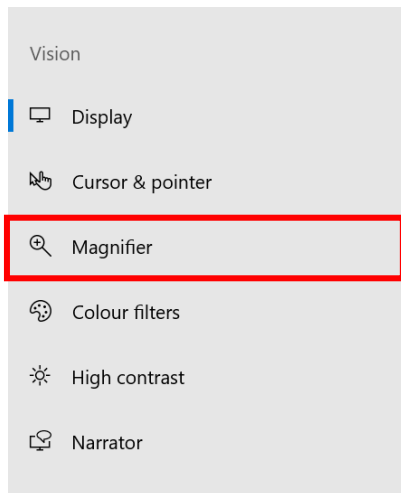 Vision
Display
Cursor & pointer
Magnifier
Colour filters
High contrast
Narrator